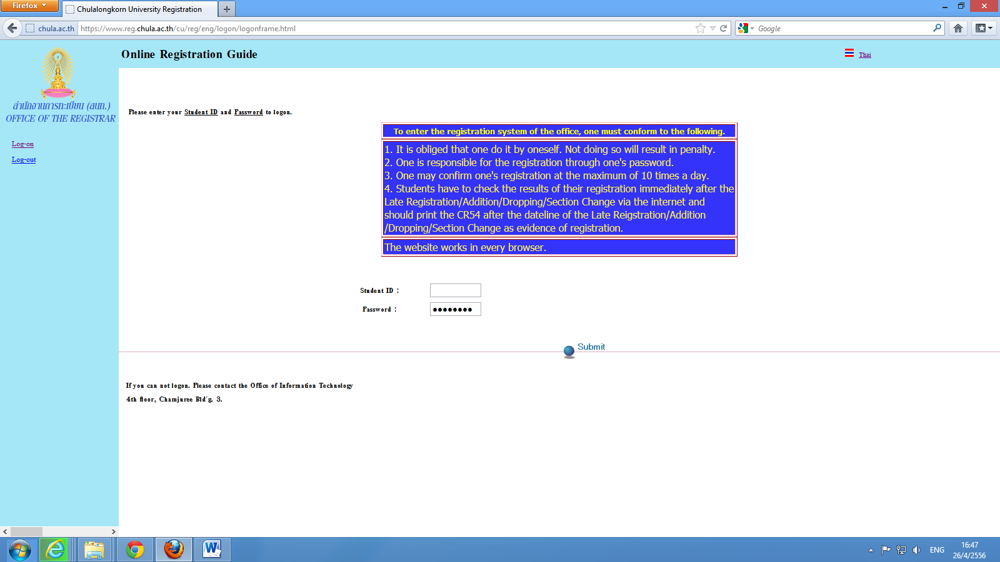 Firefox
Chulalongkorn University Registration
chula.ac.th
https://www.reg.chula.ac.th/cu/reg/eng/logon/logonframe.html
Google
Online Registration Guide
Thai
สำนักงานการทะเบียน (สนท.)
OFFICE OF THE REGISTRAR
Log-on
Log-out
Please enter your Student ID and Password to logon.
To enter the registration system of the office, one must conform to the following.
1. It is obliged that one do it by oneself. Not doing so will result in penalty.
2. One is responsible for the registration through one's password.
3. One may confirm one's registration at the maximum of 10 times a day.
4. Students have to check the results of their registration immediately after the
Late Registration/Addition/Dropping/Section Change via the internet and
should print the CR54 after the dateline of the Late Reigstration/Addition
/Dropping/Section Change as evidence of registration.
The website works in every browser.
Student ID :
Password :
Submit
If you can not logon. Please contact the Office of Information Technology
4th floor, Chamjuree Bld'g. 3.
ENG
16:47
26/4/2556